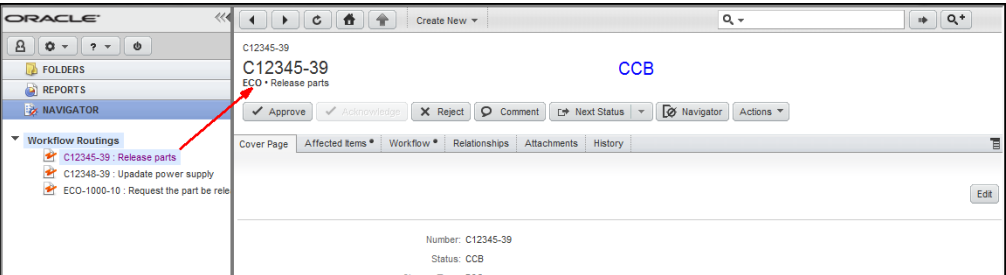 ORACLE
Create New
?
FOLDERS
REPORTS
NAVIGATOR
Workflow Routings
C12345-39 : Release parts
C12348-39 : Upadate power supply
ECO-1000-10 : Request the part be rele
C12345-39
C12345-39
CCB
ECO • Release parts
Approve
Acknowledge
Reject
Comment
Next Status
Navigator
Actions
Cover Page
Affected Items
Workflow
Relationships
Attachments
History
Edit
Number: C12345-39
Status: CCB